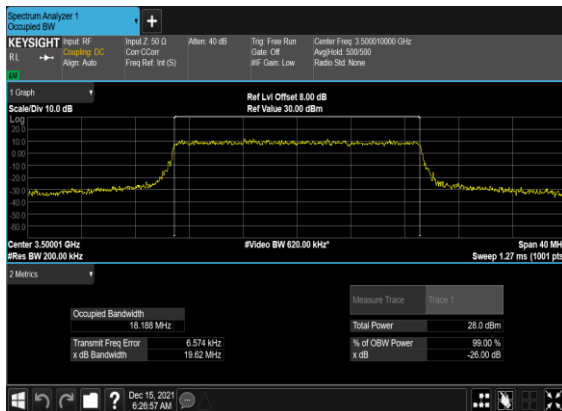 Spectrum Analyzer 1
Occupied BW
KEYSIGHT Input: RF Input Z: 50 Ω Atten: 40 dB Trig: Free Run Center Freq: 3.500010000 GHz
RL Coupling: DC Corr CCorr Gate: Off Avg|Hold: 500/500
Align: Auto Freq Ref: Int (S) #IF Gain: Low Radio Std: None
1 Graph
Ref Lvl Offset 8.00 dB
Scale/Div 10.0 dB Ref Value 30.00 dBm
Log
20.0
10.0
0.00
-10.0
-20.0
-30.0
-40.0
-50.0
-60.0
Center 3.50001 GHz #Video BW 620.00 kHz* Span 40 MH
#Res BW 200.00 kHz Sweep 1.27 ms (1001 pts
2 Metrics
Measure Trace Trace 1
Occupied Bandwidth
18.188 MHz Total Power 28.0 dBm
Transmit Freq Error 6.574 kHz % of OBW Power 99.00 %
x dB Bandwidth 19.62 MHz x dB -26.00 dB
? Dec 15, 2021
6:26:57 AM